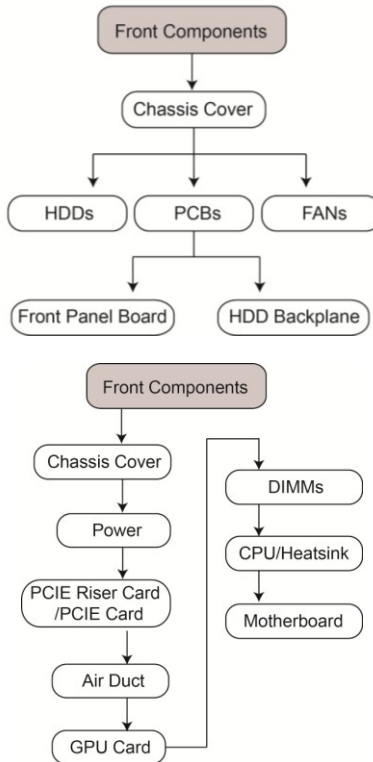 Front Components
Chassis Cover
HDDs
PCBs
FANs
Front Panel Board
HDD Backplane
Front Components
Chassis Cover
Power
PCIE Riser Card
/PCIE Card
Air Duct
GPU Card
DIMMs
CPU/Heatsink
Motherboard